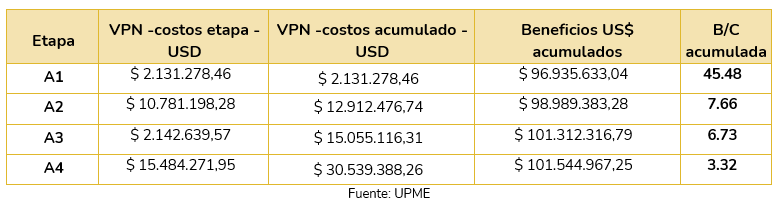 Etapa VPN -costos etapa - USD VPN -costos acumulado - USD Beneficios US$ acumulados B/C acumulada
A1 $ 2.131.278,46 $ 2.131.278,46 $ 96.935.633,04 45.48
A2 $ 10.781.198,28 $ 12.912.476,74 $ 98.989.383,28 7.66
A3 $ 2.142.639,57 $ 15.055.116,31 $ 101.312.316,79 6.73
A4 $ 15.484.271,95 $ 30.539.388,26 $ 101.544.967,25 3.32
Fuente: UPME